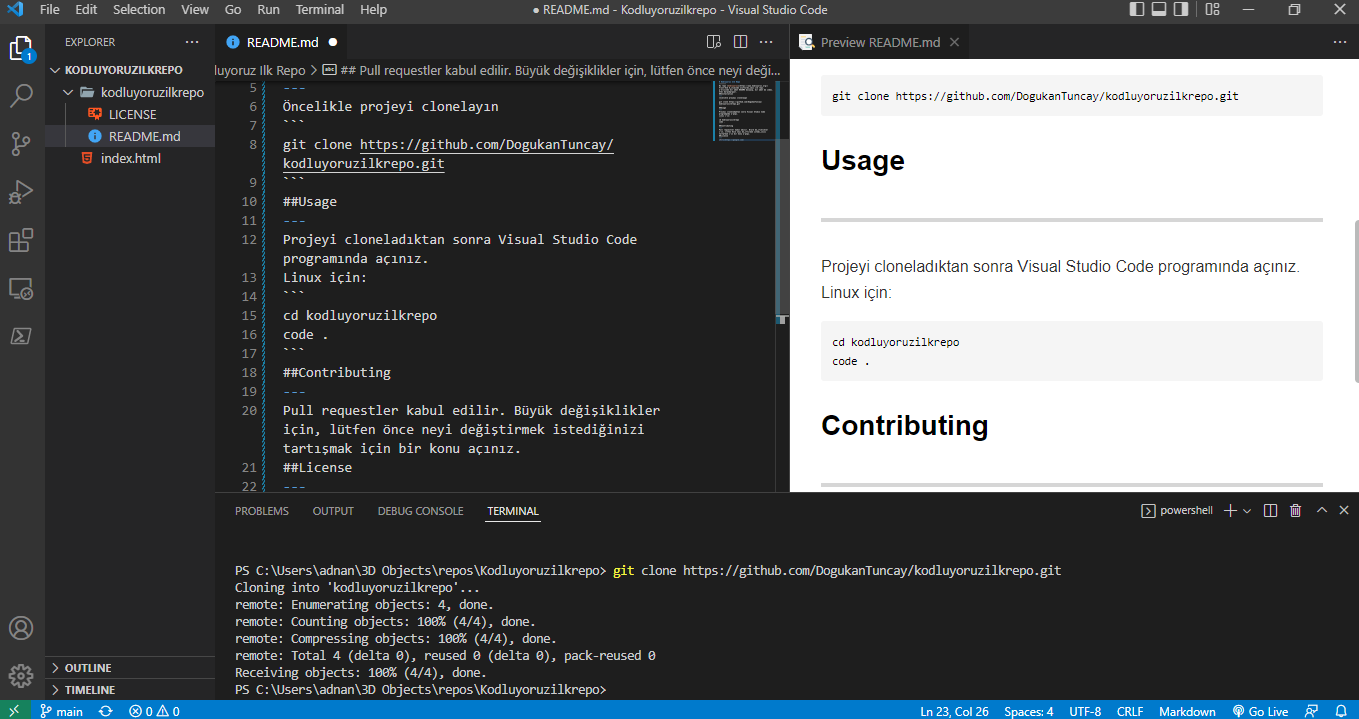 File Edit Selection View Go Run Terminal Help
● README.md - Kodluyoruzilkrepo - Visual Studio Code
EXPLORER
1
KODLUYORUZILKREPO
kodluyoruzilkrepo
LICENSE
README.md
index.html
OUTLINE
TIMELINE
README.md ●
luyoruz Ilk Repo > ## Pull requestler kabul edilir. Büyük değişiklikler için, lütfen önce neyi deği...
5 ---
6 Öncelikle projeyi clonelayın
7 ```
8 git clone https://github.com/DogukanTuncay/
kodluyoruzilkrepo.git
9 ```
10 ##Usage
11 ---
12 Projeyi cloneladıktan sonra Visual Studio Code
programında açınız.
13 Linux için:
14 ```
15 cd kodluyoruzilkrepo
16 code .
17 ```
18 ##Contributing
19 ---
20 Pull requestler kabul edilir. Büyük değişiklikler
için, lütfen önce neyi değiştirmek istediğinizi
tartışmak için bir konu açınız.
21 ##License
22 ---
Preview README.md
git clone https://github.com/DogukanTuncay/kodluyoruzilkrepo.git
Usage
Projeyi cloneladıktan sonra Visual Studio Code programında açınız.
Linux için:
cd kodluyoruzilkrepo
code .
Contributing
PROBLEMS OUTPUT DEBUG CONSOLE TERMINAL
powershell
PS C:\Users\adnan\3D Objects\repos\Kodluyoruzilkrepo> git clone https://github.com/DogukanTuncay/kodluyoruzilkrepo.git
Cloning into 'kodluyoruzilkrepo'...
remote: Enumerating objects: 4, done.
remote: Counting objects: 100% (4/4), done.
remote: Compressing objects: 100% (4/4), done.
remote: Total 4 (delta 0), reused 0 (delta 0), pack-reused 0
Receiving objects: 100% (4/4), done.
PS C:\Users\adnan\3D Objects\repos\Kodluyoruzilkrepo>
main 0 0 Ln 23, Col 26 Spaces: 4 UTF-8 CRLF Markdown Go Live